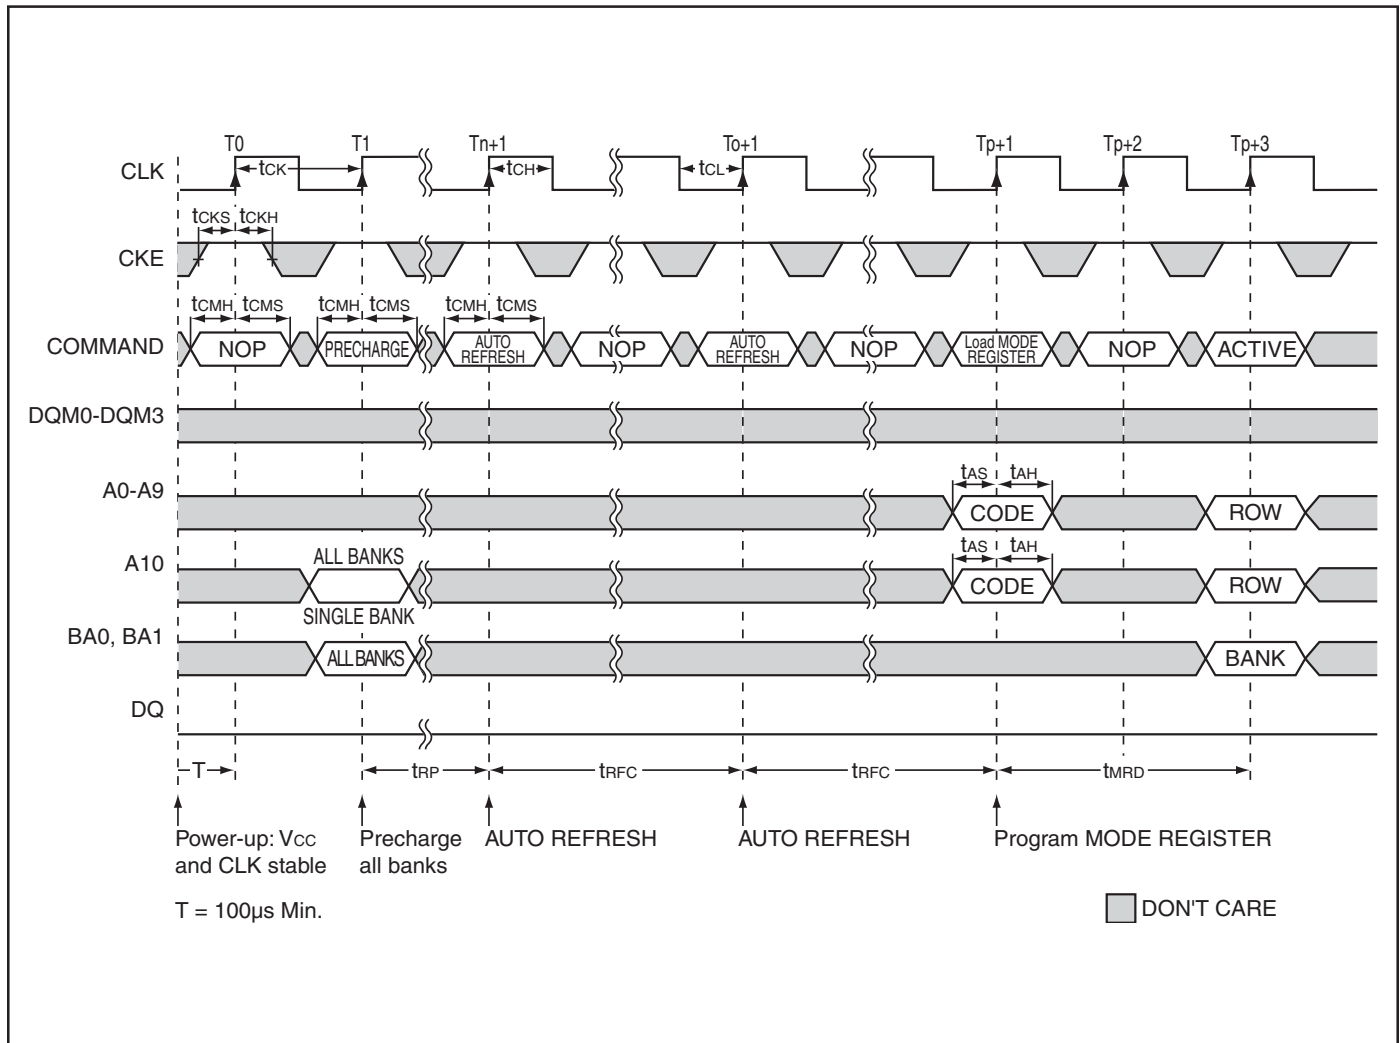 T0 T1 Tn+1 To+1 Tp+1 Tp+2 Tp+3
CLK tCK tCH tCL
tCKS tCKH
CKE
tCMH tCMS tCMH tCMS tCMH tCMS
COMMAND NOP PRECHARGE AUTO REFRESH NOP AUTO REFRESH NOP Load MODE REGISTER NOP ACTIVE
DQM0-DQM3
tAS tAH
A0-A9 CODE ROW
ALL BANKS tAS tAH
A10 CODE ROW
SINGLE BANK
BA0, BA1 ALL BANKS BANK
DQ
T tRP tRFC tRFC tMRD
Power-up: VCC and CLK stable
Precharge all banks
AUTO REFRESH
AUTO REFRESH
Program MODE REGISTER
T = 100µs Min.
DON'T CARE